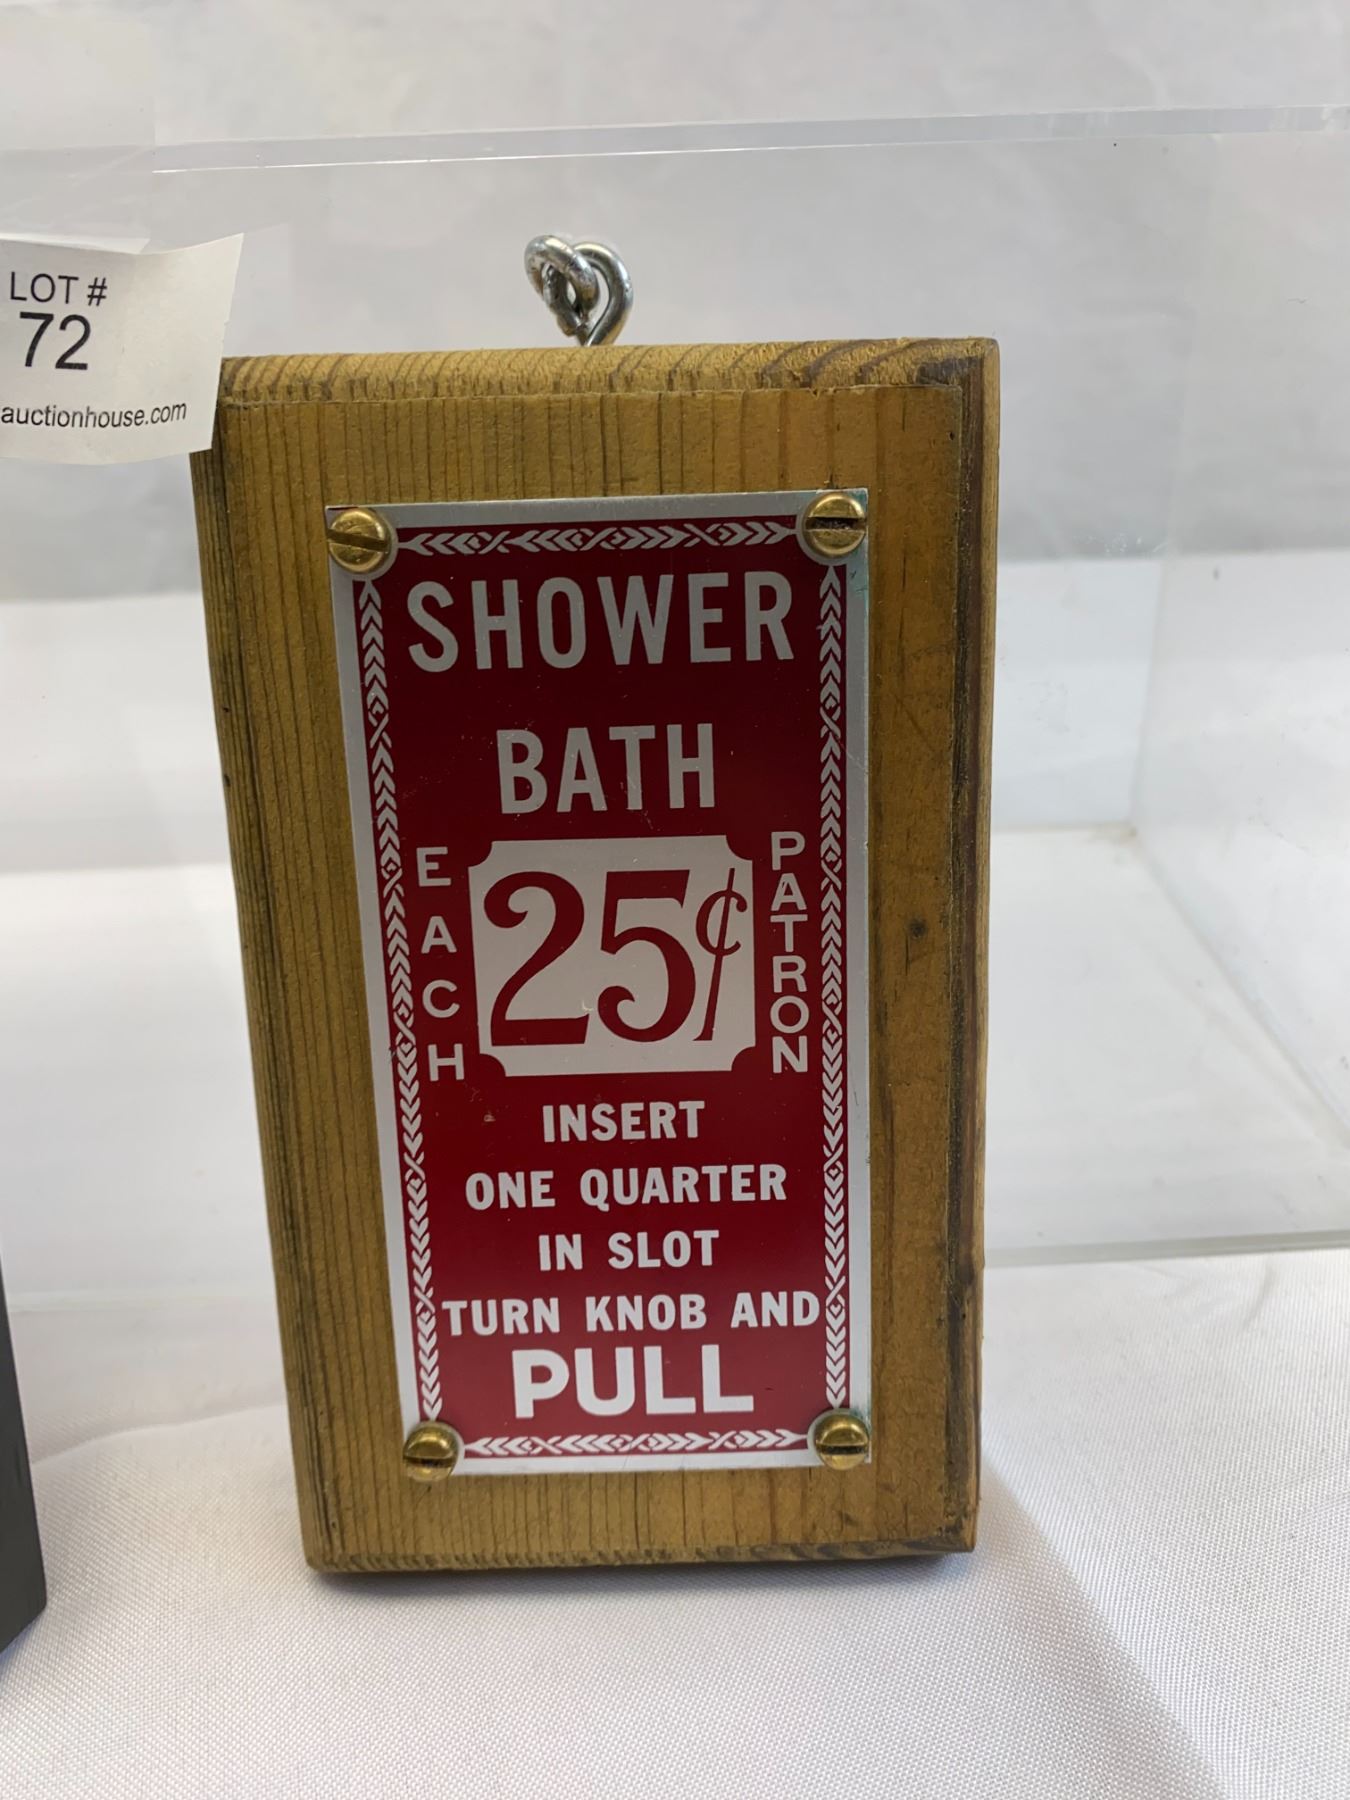 LOT #
72
auctionhouse.com
SHOWER
BATH
EACH
25¢
PATRON
INSERT
ONE QUARTER
IN SLOT
TURN KNOB AND
PULL